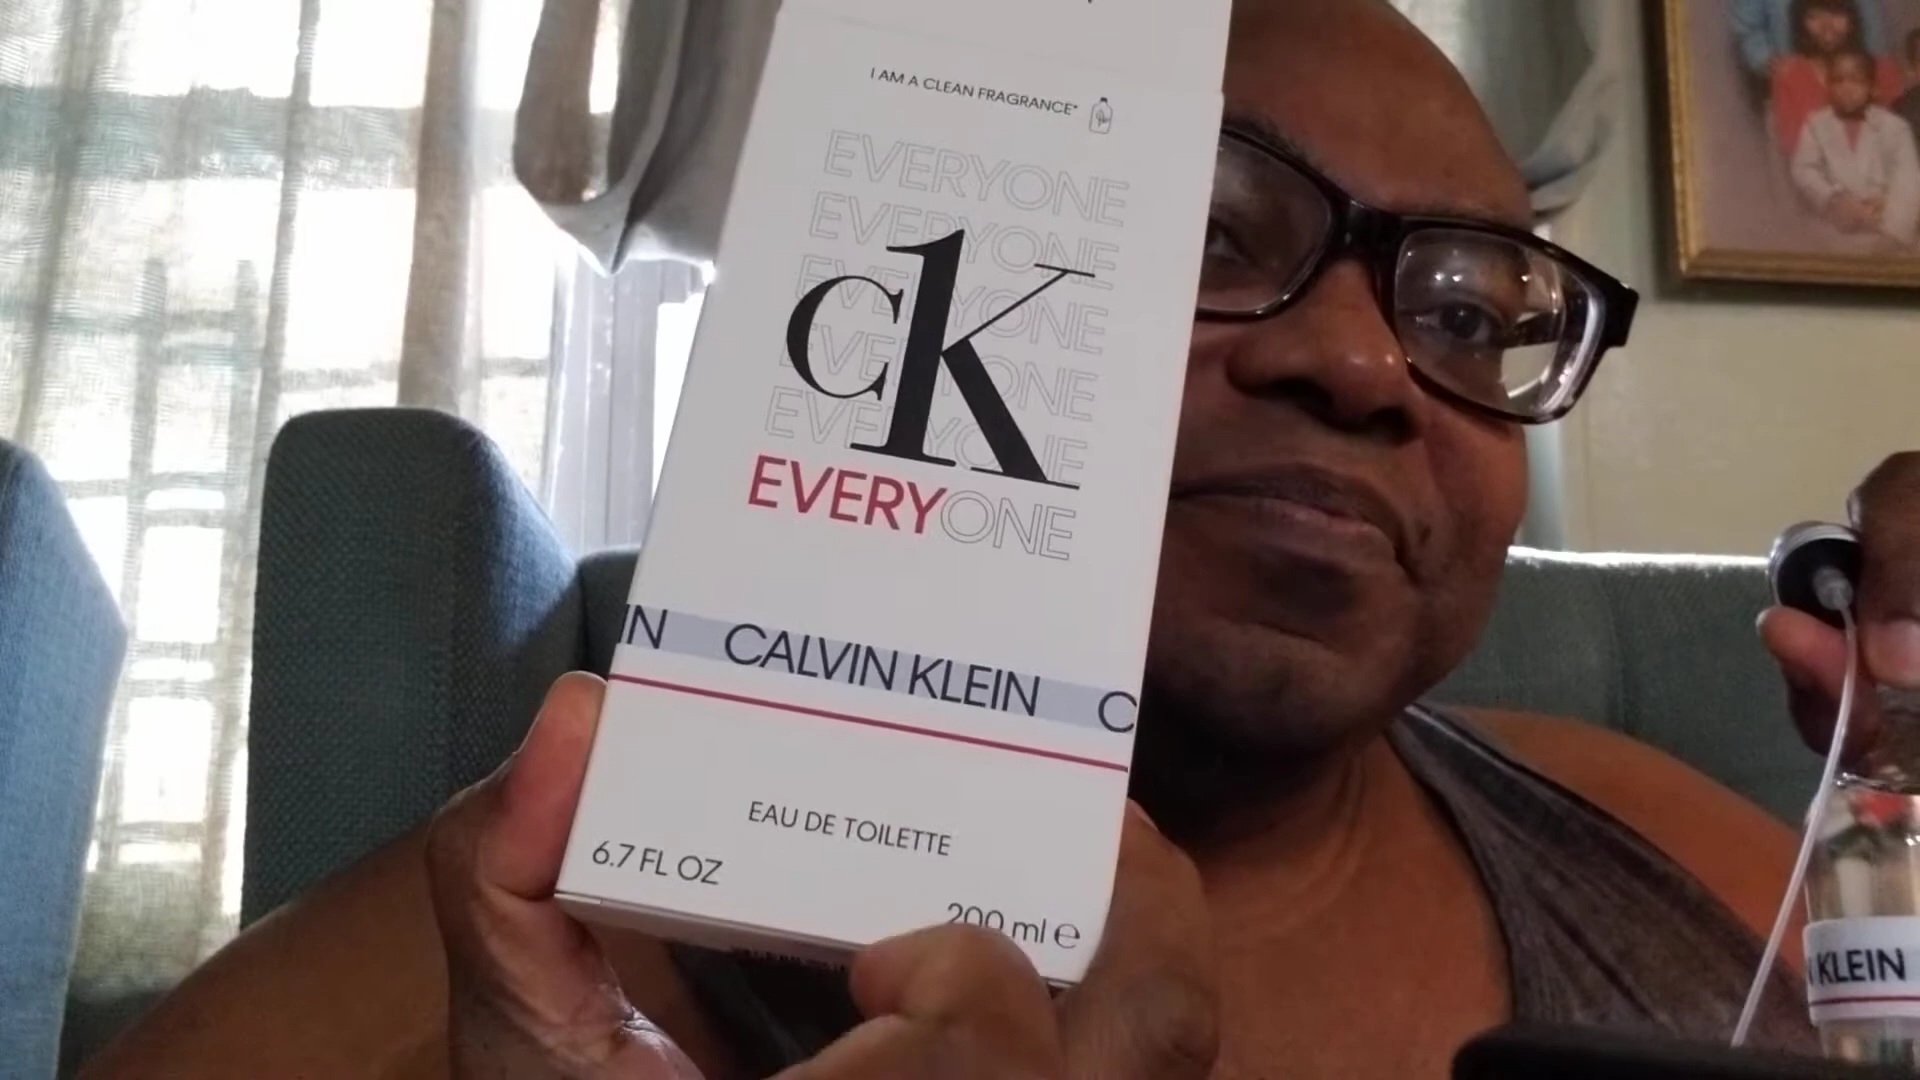 I AM A CLEAN FRAGRANCE*
EVERYONE
EVERYONE
EVERYONE
EVERYONE
EVERYONE
cK
EVERYONE
IN CALVIN KLEIN C
EAU DE TOILETTE
6.7 FL OZ
200 ml e
KLEIN